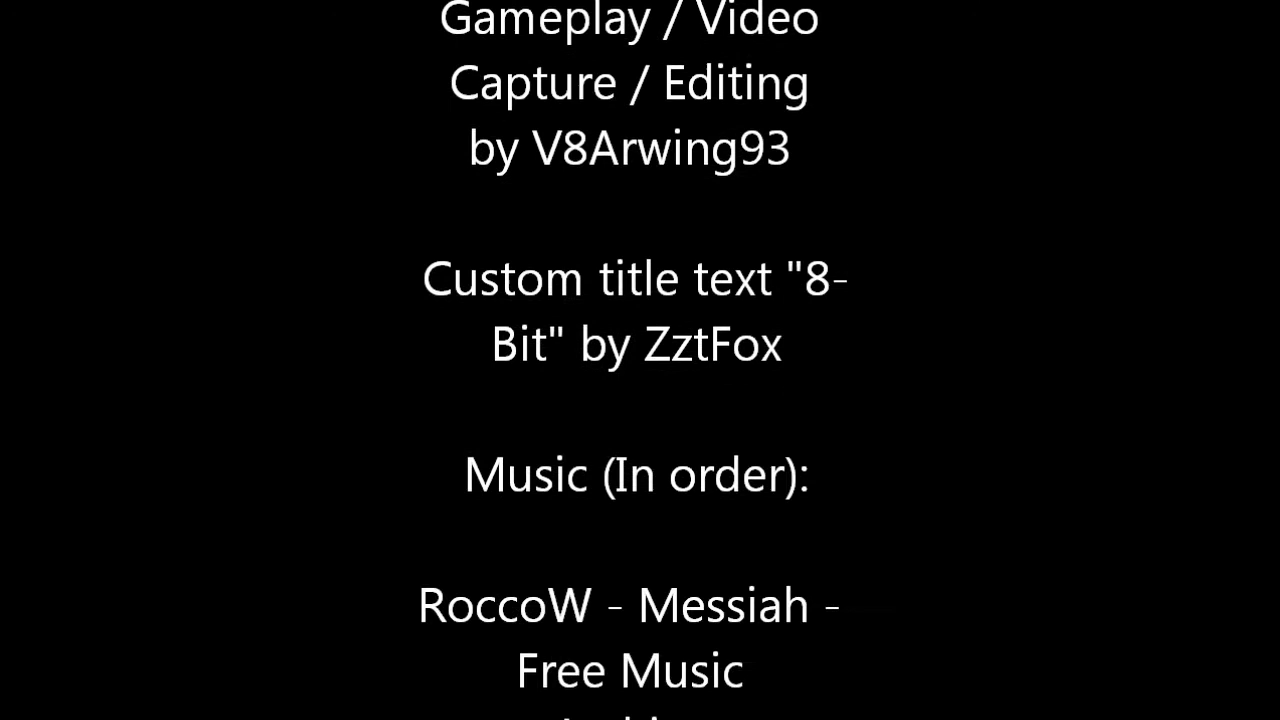 Gameplay / Video
Capture / Editing
by V8Arwing93
Custom title text "8-
Bit" by ZztFox
Music (In order):
RoccoW - Messiah -
Free Music